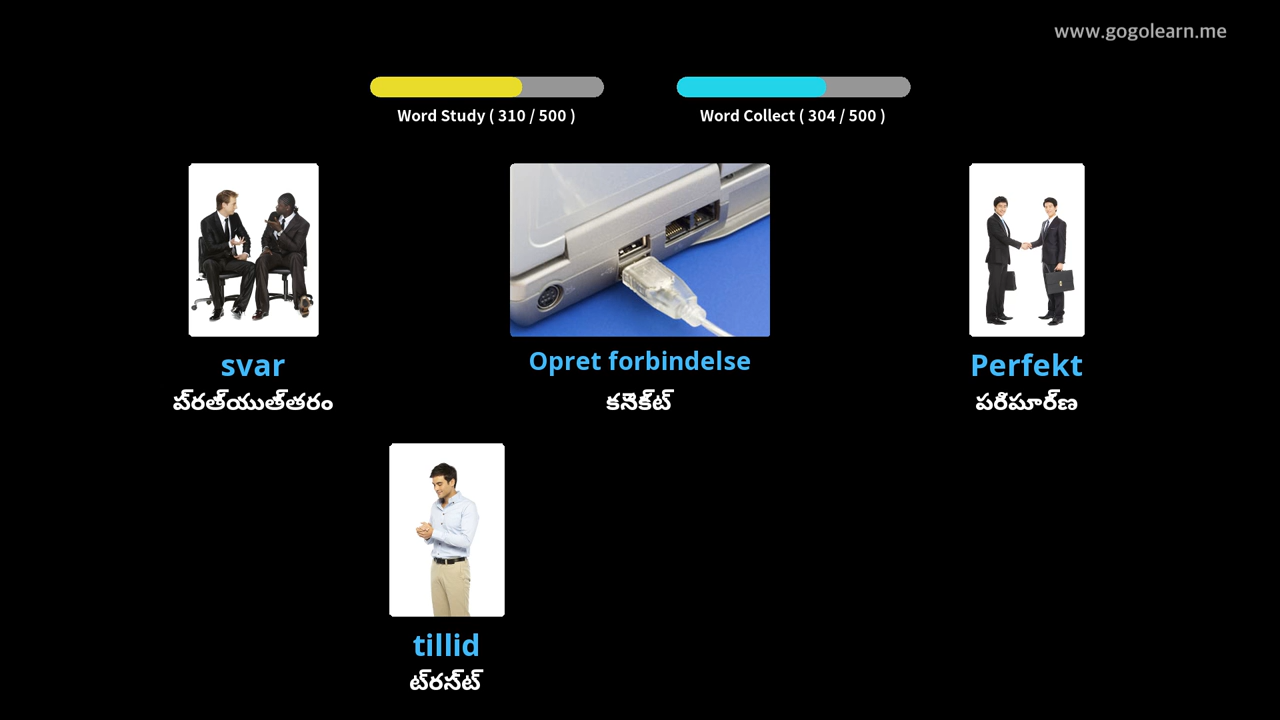 www.gogolearn.me
Word Study ( 310 / 500 )
Word Collect ( 304 / 500 )
svar
ప్రత్యుత్తరం
Opret forbindelse
కనెక్ట్
Perfekt
పరిపూర్ణ
tillid
ట్రస్ట్